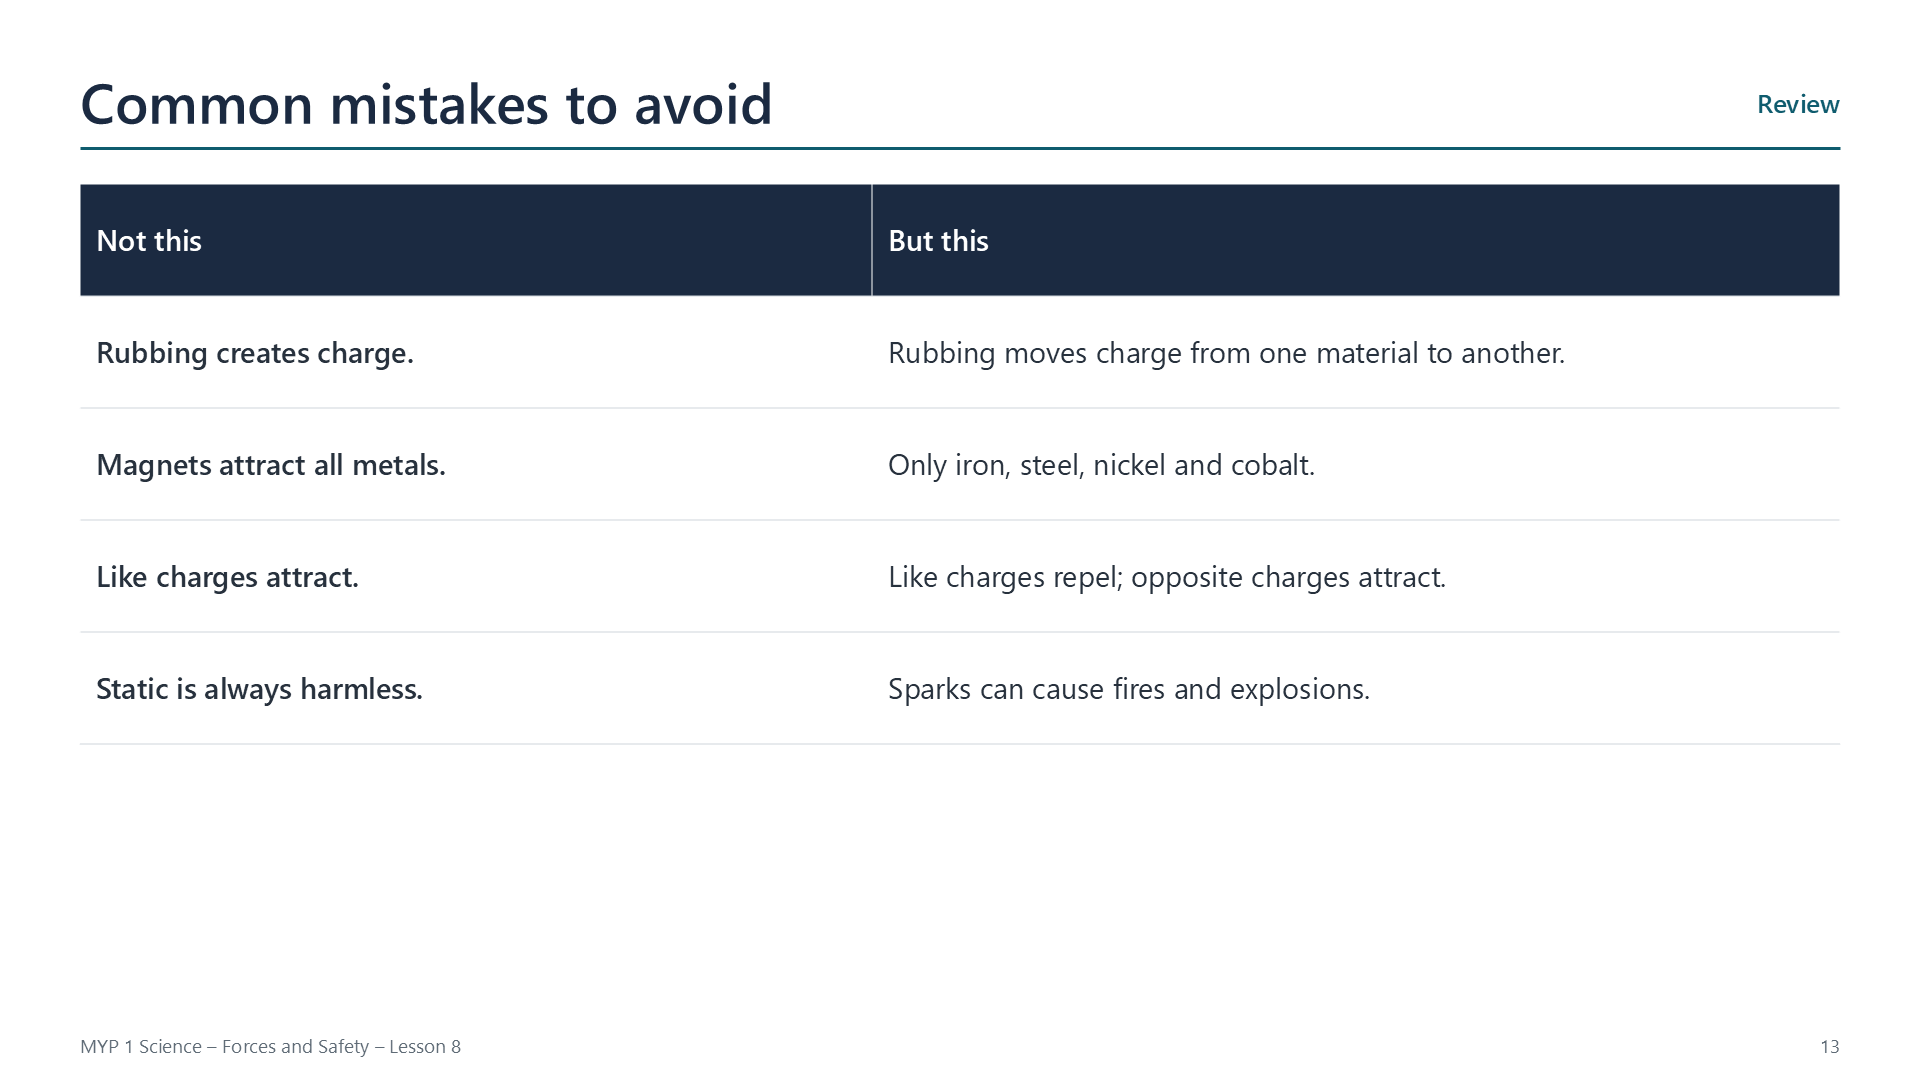 Common mistakes to avoid
Review
Not this
But this
Rubbing creates charge.
Rubbing moves charge from one material to another.
Magnets attract all metals.
Only iron, steel, nickel and cobalt.
Like charges attract.
Like charges repel; opposite charges attract.
Static is always harmless.
Sparks can cause fires and explosions.
MYP 1 Science – Forces and Safety – Lesson 8
13